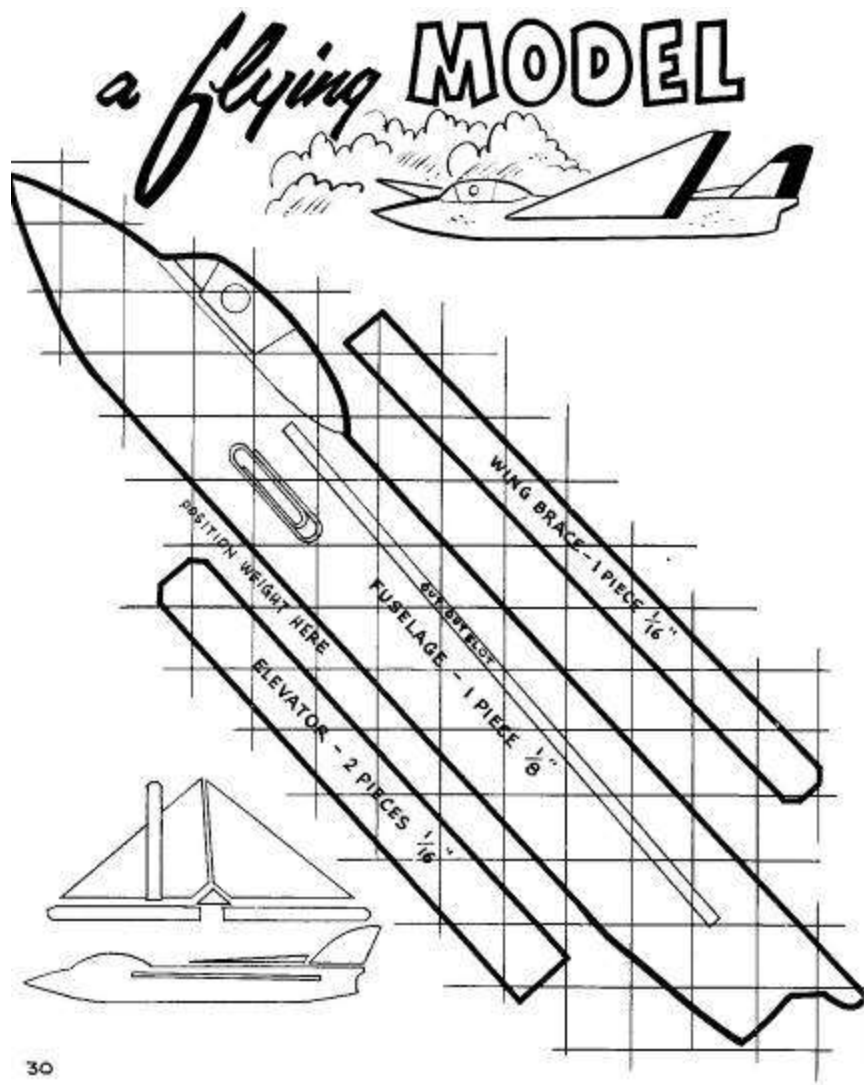 a flying MODEL
WING BRACE - 1 PIECE 1/16"
POSITION WEIGHT HERE
CUT OUT SLOT
FUSELAGE - 1 PIECE 1/8"
ELEVATOR - 2 PIECES 1/16"
30